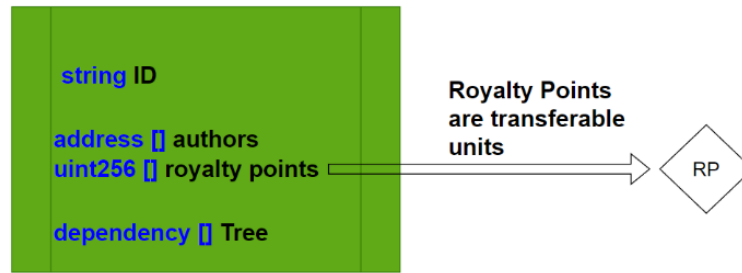 string ID
address [] authors
uint256 [] royalty points
dependency [] Tree
Royalty Points
are transferable
units
RP